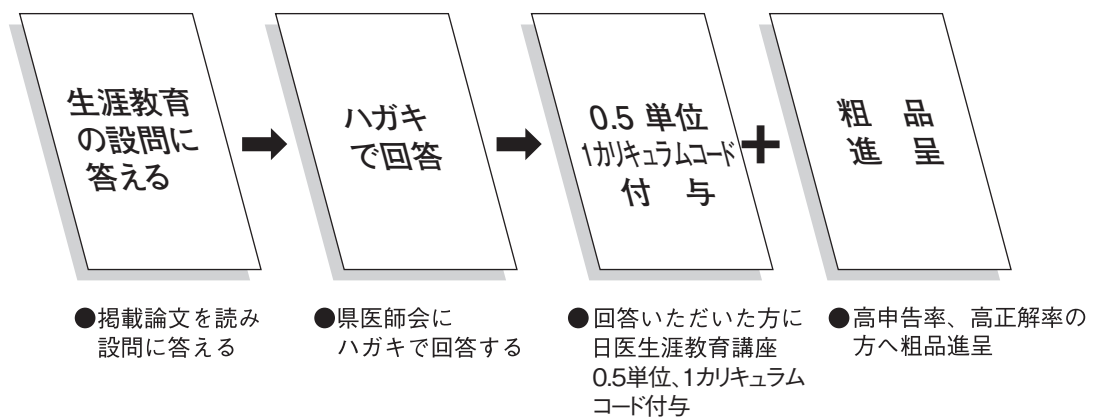 生涯教育
の設問に
答える
➡
ハガキ
で回答
➡
0.5 単位
1カリキュラムコード
付 与
+
粗 品
進 呈
●掲載論文を読み
設問に答える
●県医師会に
ハガキで回答する
●回答いただいた方に
日医生涯教育講座
0.5単位、1カリキュラム
コード付与
●高申告率、高正解率の
方へ粗品進呈